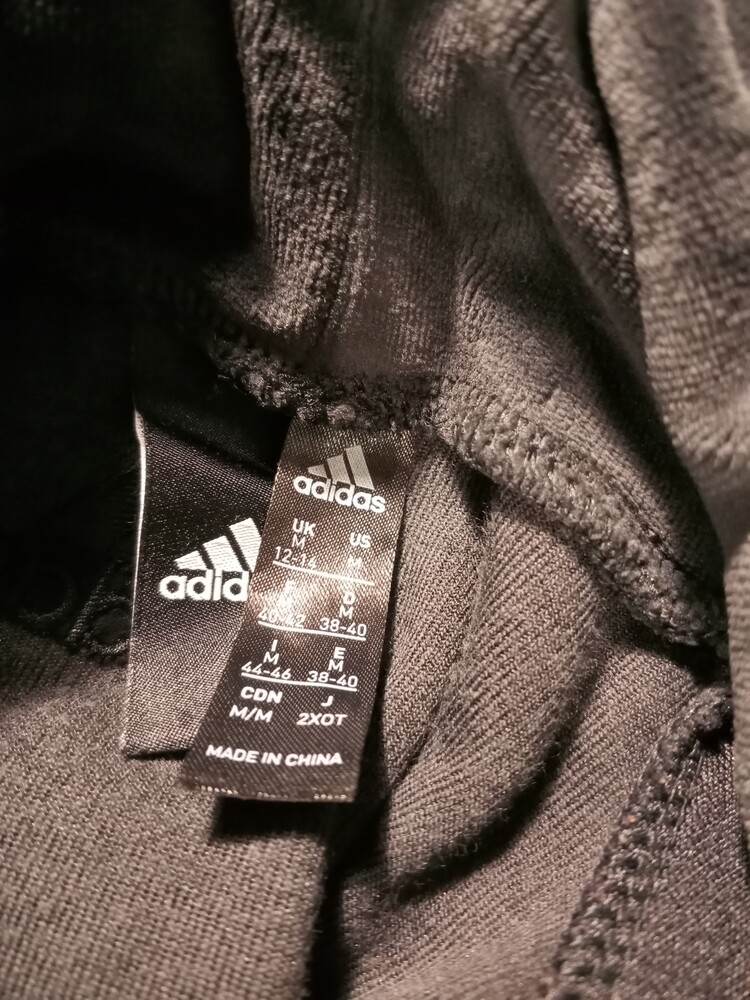 adidas
UK US
M M
12-14
F D
M M
40-42 38-40
I E
M M
44-46 38-40
CDN J
M/M 2XOT
MADE IN CHINA
adid